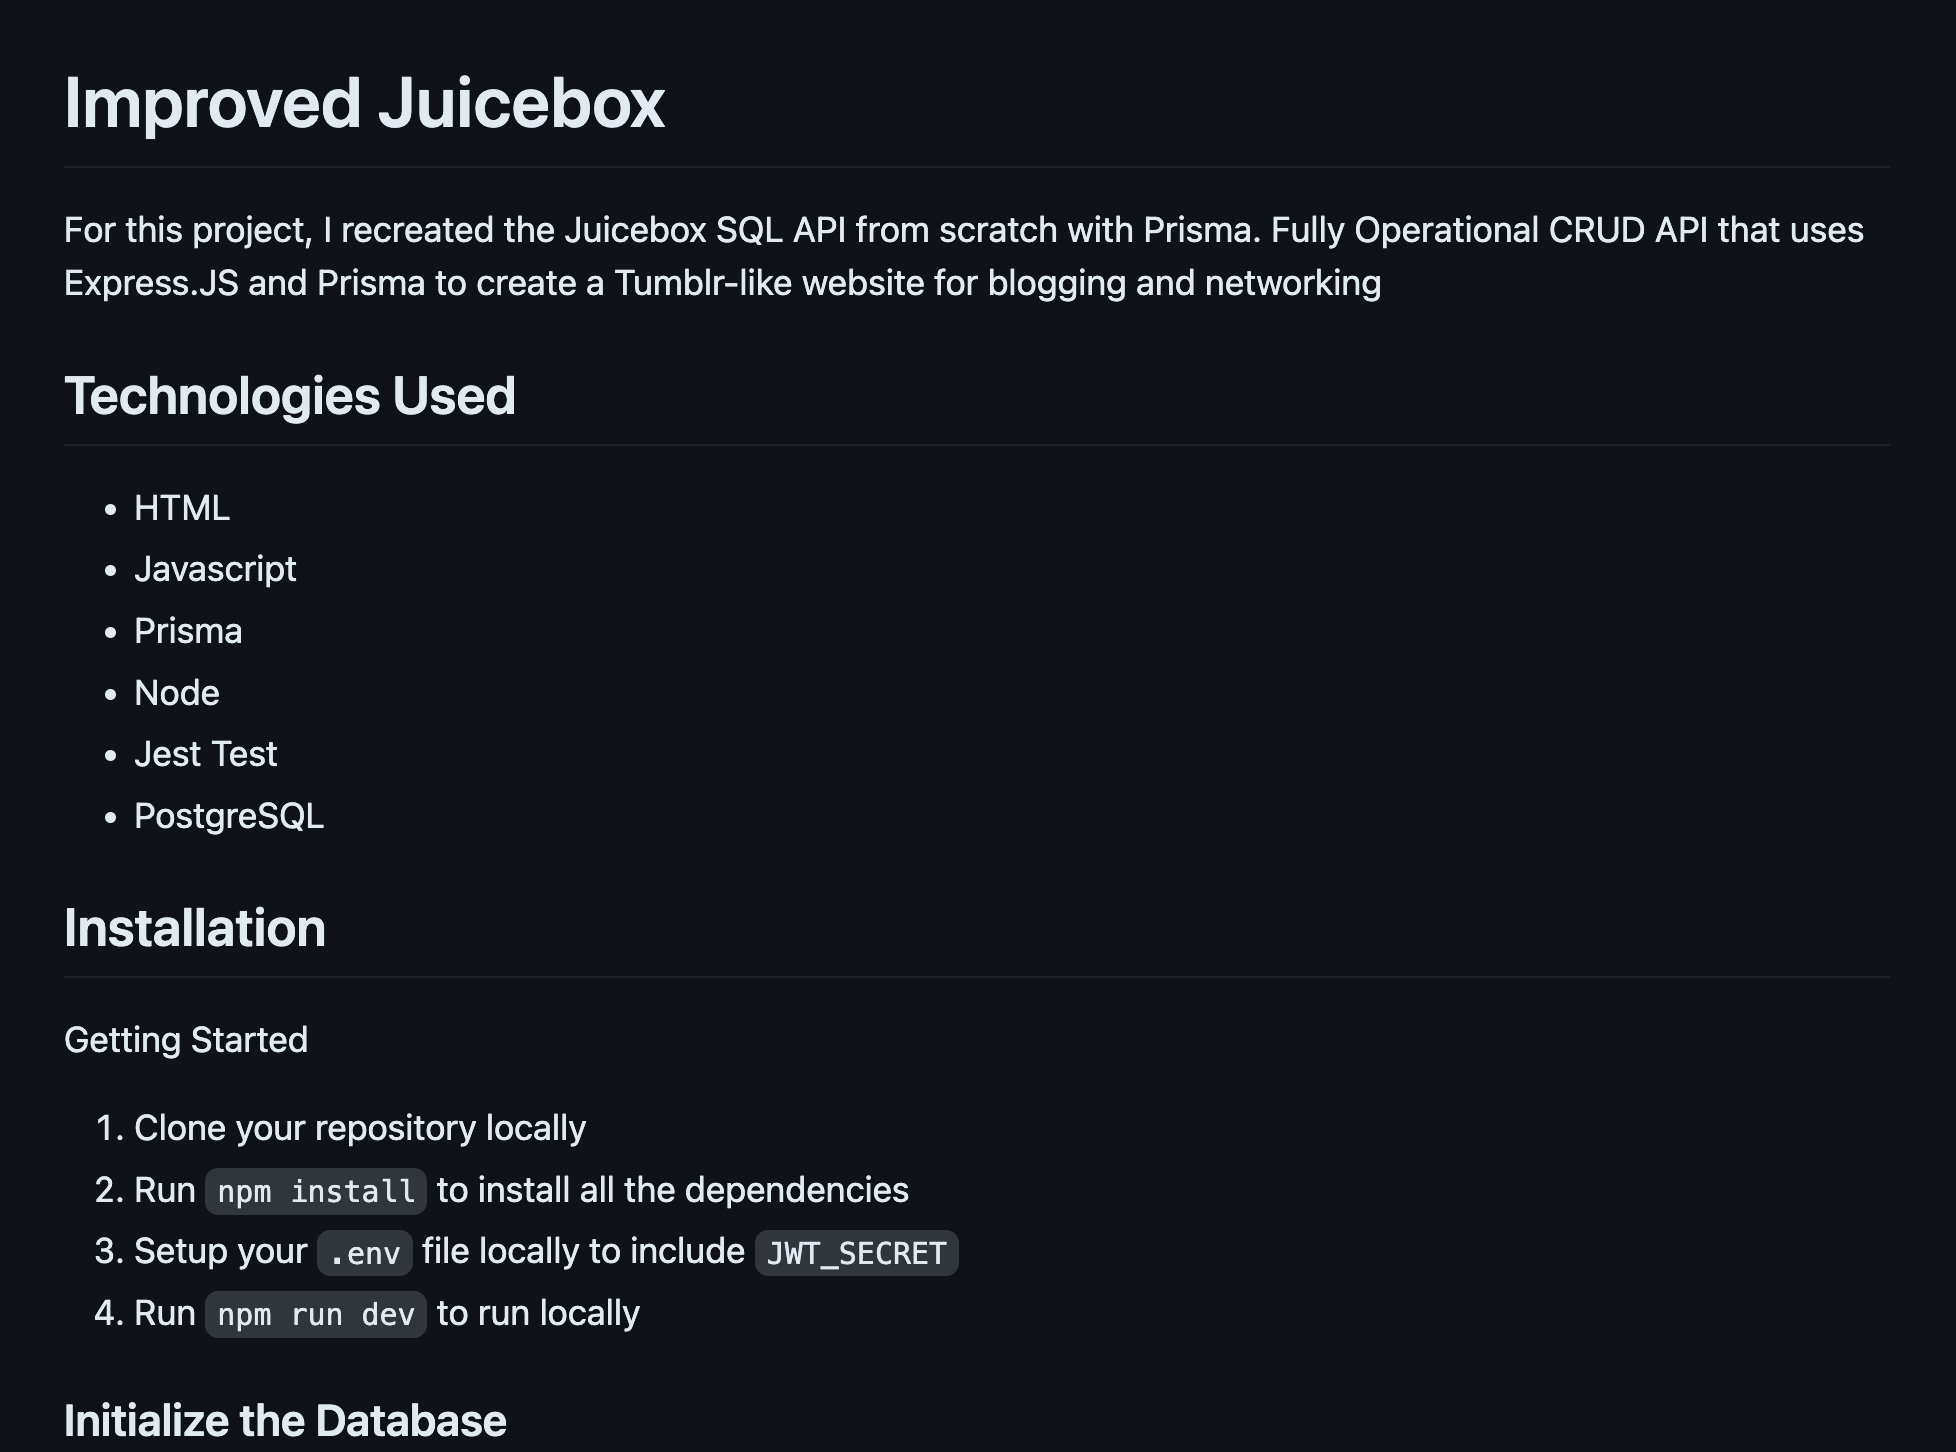 Improved Juicebox
For this project, I recreated the Juicebox SQL API from scratch with Prisma. Fully Operational CRUD API that uses
Express.JS and Prisma to create a Tumblr-like website for blogging and networking
Technologies Used
• HTML
• Javascript
• Prisma
• Node
• Jest Test
• PostgreSQL
Installation
Getting Started
1. Clone your repository locally
2. Run npm install to install all the dependencies
3. Setup your .env file locally to include JWT_SECRET
4. Run npm run dev to run locally
Initialize the Database